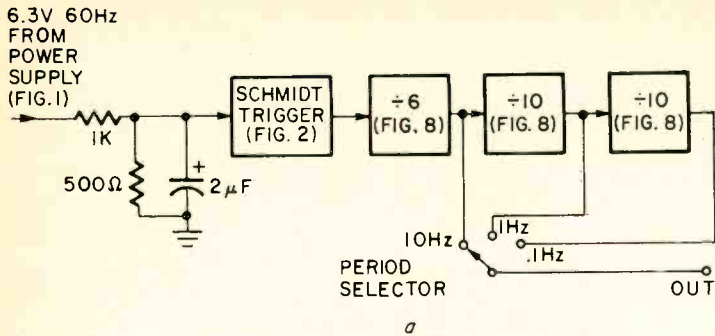 6.3V 60Hz
FROM
POWER
SUPPLY
(FIG.1)
1K
500Ω
+
2µF
SCHMIDT
TRIGGER
(FIG. 2)
÷6
(FIG. 8)
÷10
(FIG. 8)
÷10
(FIG. 8)
10Hz
1Hz
.1Hz
PERIOD
SELECTOR
OUT
a